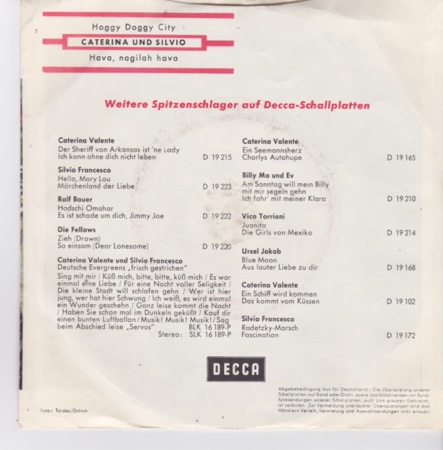 Hoggy Doggy City
CATERINA UND SILVIO
Hava, nagilah hava
Weitere Spitzenschlager auf Decca-Schallplatten
Caterina Valente
Der Sheriff von Arkansas ist 'ne Lady
Ich kann ohne dich nicht leben D 19 215
Silvio Francesco
Hello, Mary Lou
Märchenland der Liebe D 19 223
Rolf Bauer
Hadschi Omahar
Es ist schade um dich, Jimmy Joe D 19 222
Die Fellows
Zieh (Drawn)
So einsam (Dear Lonesome) D 19 220
Caterina Valente und Silvio Francesco
Deutsche Evergreens „frisch gestrichen"
Sing mit mir / Küß mich, bitte, küß mich / Es war
einmal eine Liebe / Für eine Nacht voller Seligkeit /
Die kleine Stadt will schlafen gehn / Wer ist hier
jung, wer hat hier Schwung / Ich weiß, es wird einmal
ein Wunder geschehn / Ganz leise kommt die Nacht
/ Haben Sie schon mal im Dunkeln geküßt / Kauf dir
einen bunten Luftballon / Musik! Musik! Musik! / Sag
beim Abschied leise „Servus" BLK 16 189-P
Stereo: SLK 16 189-P
Caterina Valente
Ein Seemannsherz
Charlys Autohupe D 19 165
Billy Mo und Ev
Am Sonntag will mein Billy
mit mir segeln gehn
Ich fahr' mit meiner Klara D 19 210
Vico Torriani
Juanita
Die Girls von Mexiko D 19 214
Ursel Jakob
Blue Moon
Aus lauter Liebe zu dir D 19 168
Caterina Valente
Ein Schiff wird kommen
Das kommt vom Küssen D 19 102
Silvio Francesco
Radetzky-Marsch
Fascination D 19 172
DECCA
Foto: Teldec/Grimm